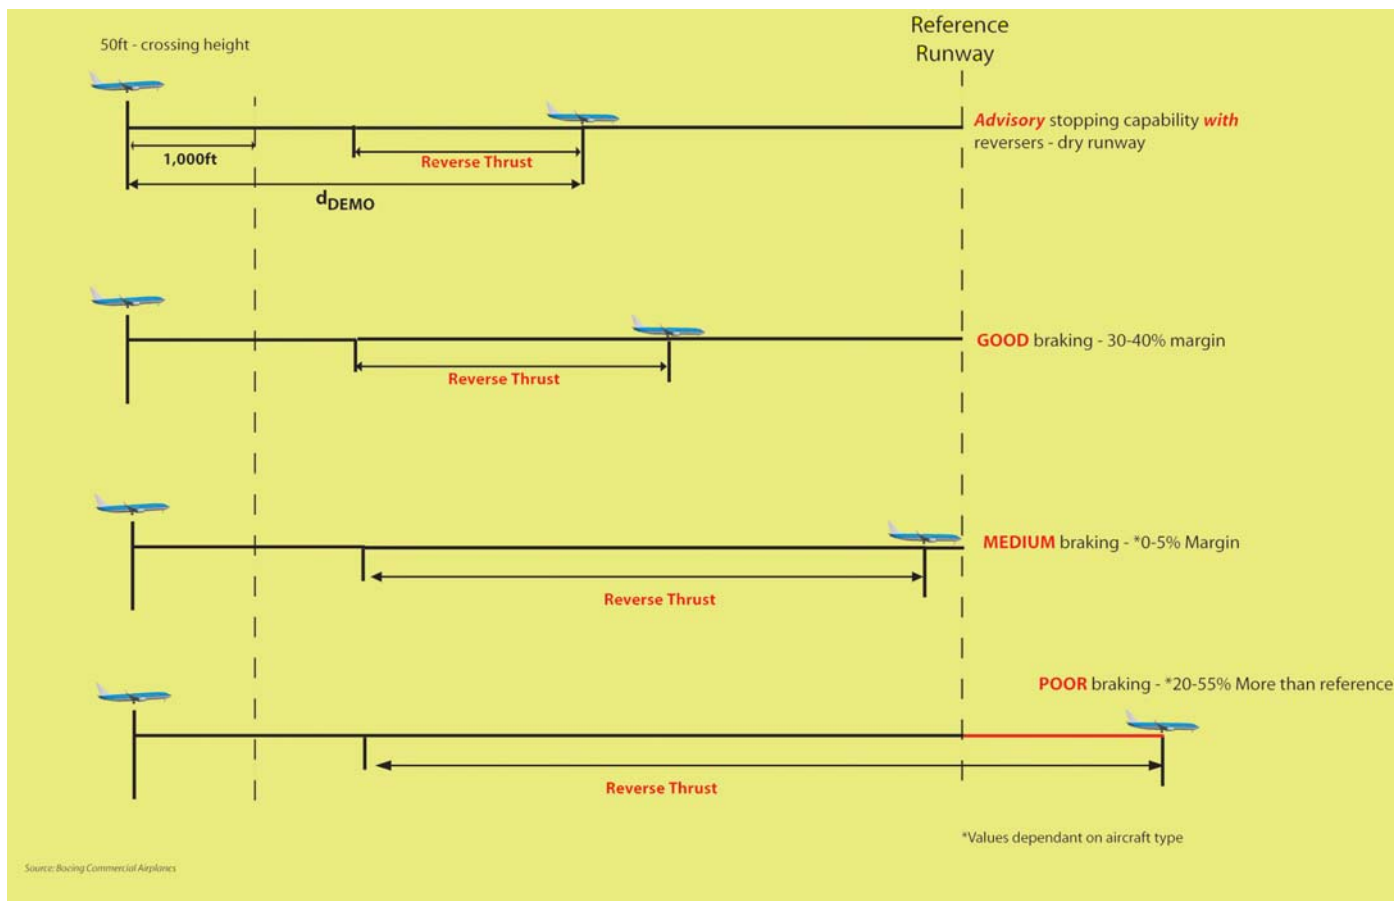 Reference
Runway
50ft - crossing height
Advisory stopping capability with
reversers - dry runway
1,000ft
Reverse Thrust
dDEMO
GOOD braking - 30-40% margin
Reverse Thrust
MEDIUM braking - *0-5% Margin
Reverse Thrust
POOR braking - *20-55% More than reference
Reverse Thrust
*Values dependant on aircraft type
Source: Boeing Commercial Airplanes